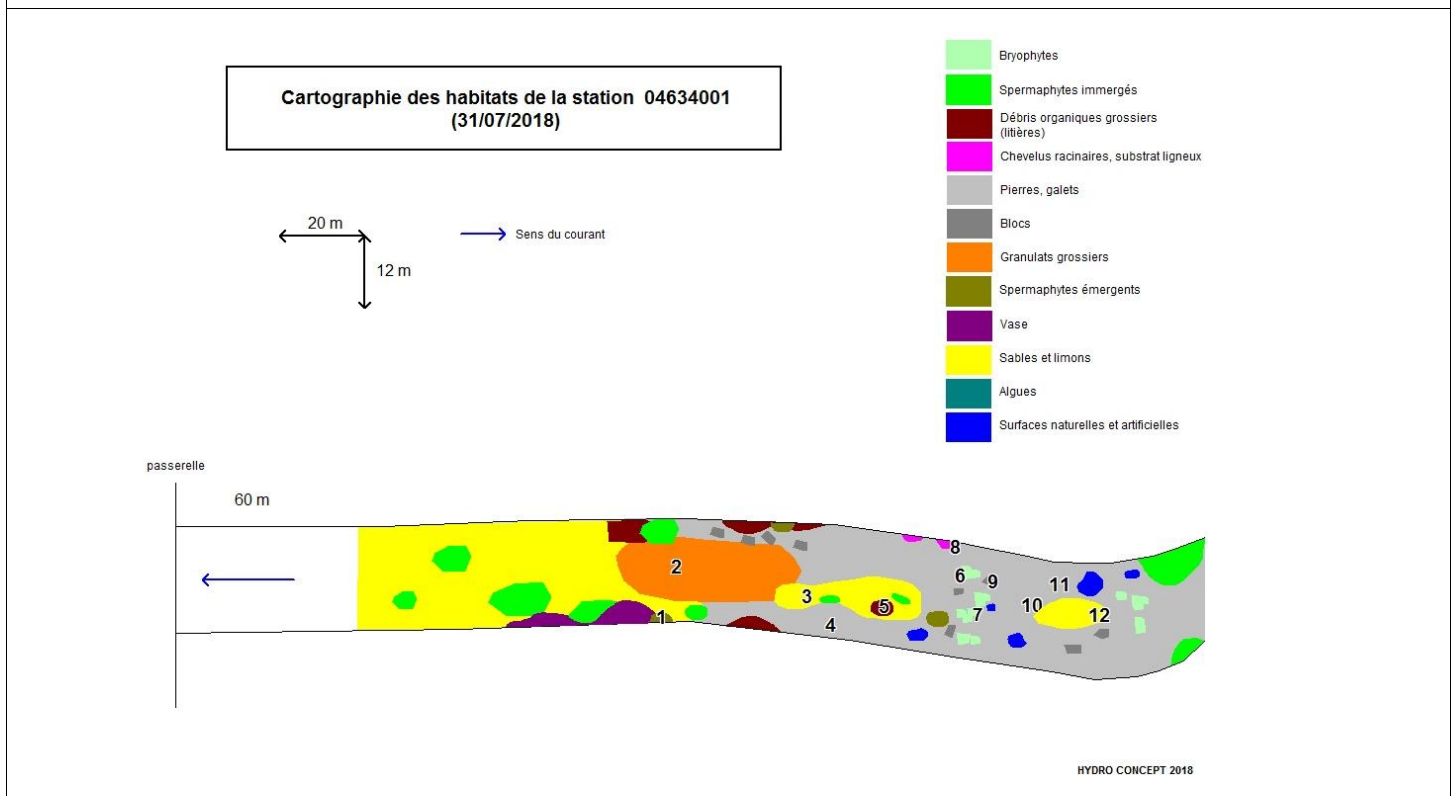 Cartographie des habitats de la station 04634001
(31/07/2018)
Bryophytes
Spermaphytes immergés
Débris organiques grossiers
(litières)
Chevelus racinaires, substrat ligneux
Pierres, galets
Blocs
Granulats grossiers
Spermaphytes émergents
Vase
Sables et limons
Algues
Surfaces naturelles et artificielles
20 m
12 m
Sens du courant
passerelle
60 m
1
2
3
4
5
6
7
8
9
10
11
12
HYDRO CONCEPT 2018